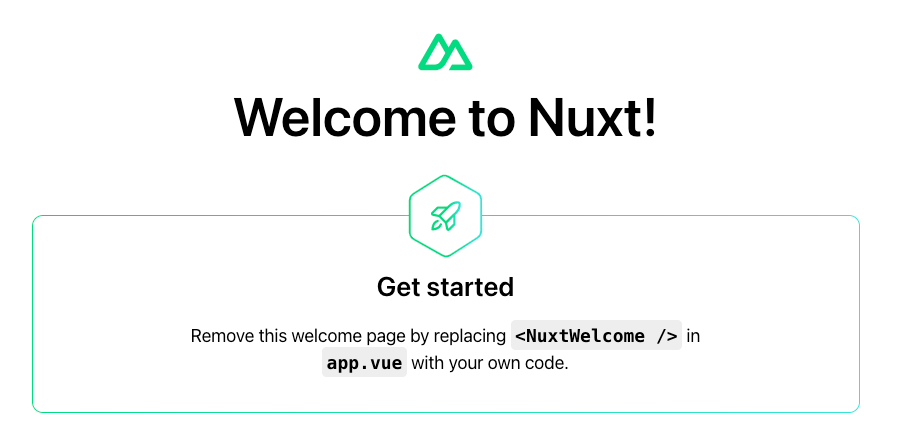 Welcome to Nuxt!
Get started
Remove this welcome page by replacing <NuxtWelcome /> in
app.vue with your own code.